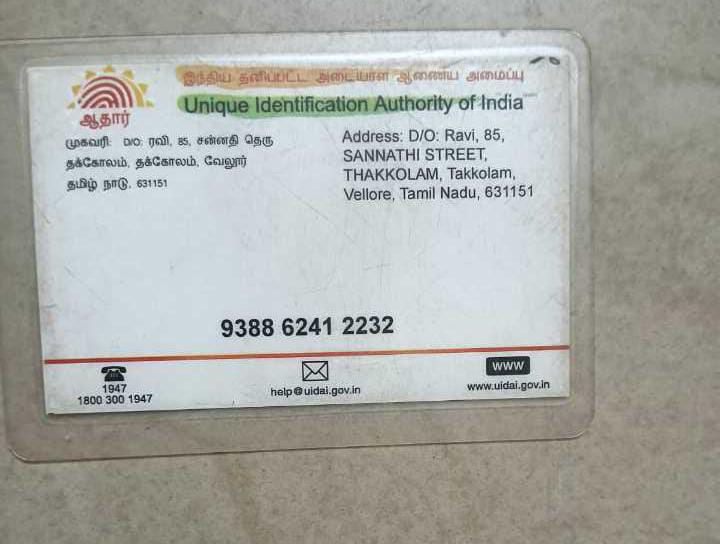 இந்திய தனிப்பட்ட அடையாள ஆணைய அமைப்பு
Unique Identification Authority of India
ஆதார்
முகவரி: D/O: ரவி, 85, சன்னதி தெரு
தக்கோலம், தக்கோலம், வேலூர்
தமிழ் நாடு, 631151
Address: D/O: Ravi, 85,
SANNATHI STREET,
THAKKOLAM, Takkolam,
Vellore, Tamil Nadu, 631151
9388 6241 2232
1947
1800 300 1947
help@uidai.gov.in
www
www.uidai.gov.in